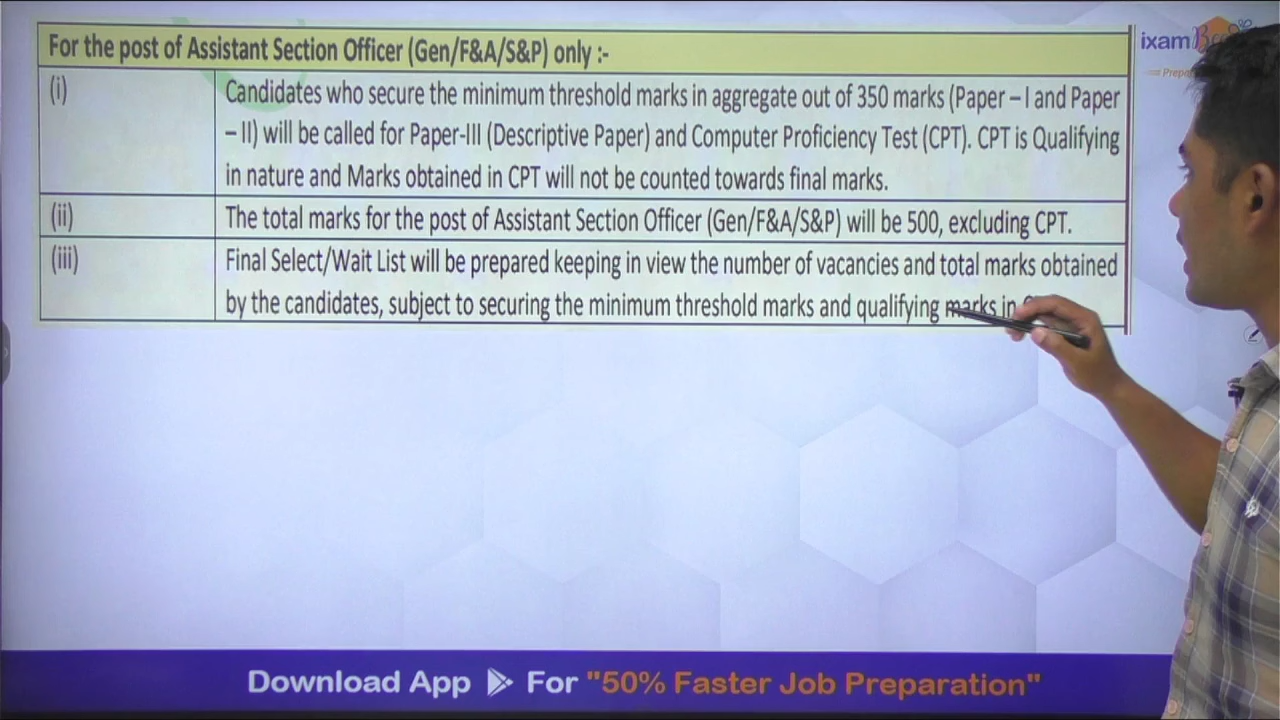 For the post of Assistant Section Officer (Gen/F&A/S&P) only :-
(i)
Candidates who secure the minimum threshold marks in aggregate out of 350 marks (Paper – I and Paper
– II) will be called for Paper-III (Descriptive Paper) and Computer Proficiency Test (CPT). CPT is Qualifying
in nature and Marks obtained in CPT will not be counted towards final marks.
(ii)
The total marks for the post of Assistant Section Officer (Gen/F&A/S&P) will be 500, excluding CPT.
(iii)
Final Select/Wait List will be prepared keeping in view the number of vacancies and total marks obtained
by the candidates, subject to securing the minimum threshold marks and qualifying marks in
ixam
Download App For "50% Faster Job Preparation"